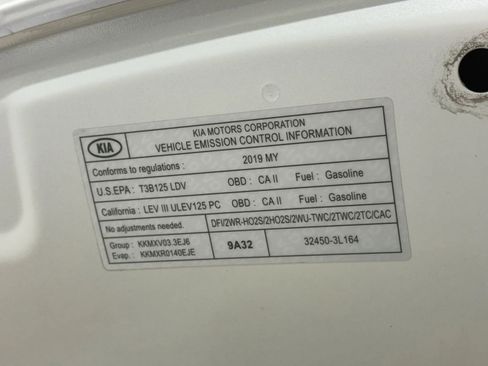 KIA MOTORS CORPORATION
KIA VEHICLE EMISSION CONTROL INFORMATION
Conforms to regulations : 2019 MY
U.S.EPA : T3B125 LDV OBD : CA II Fuel : Gasoline
California : LEV III ULEV125 PC OBD : CA II Fuel : Gasoline
No adjustments needed. DFI/2WR-HO2S/2HO2S/2WU-TWC/2TWC/2TC/CAC
Group : KKMXV03.3EJ6 9A32 32450-3L164
Evap. : KKMXR0140EJE